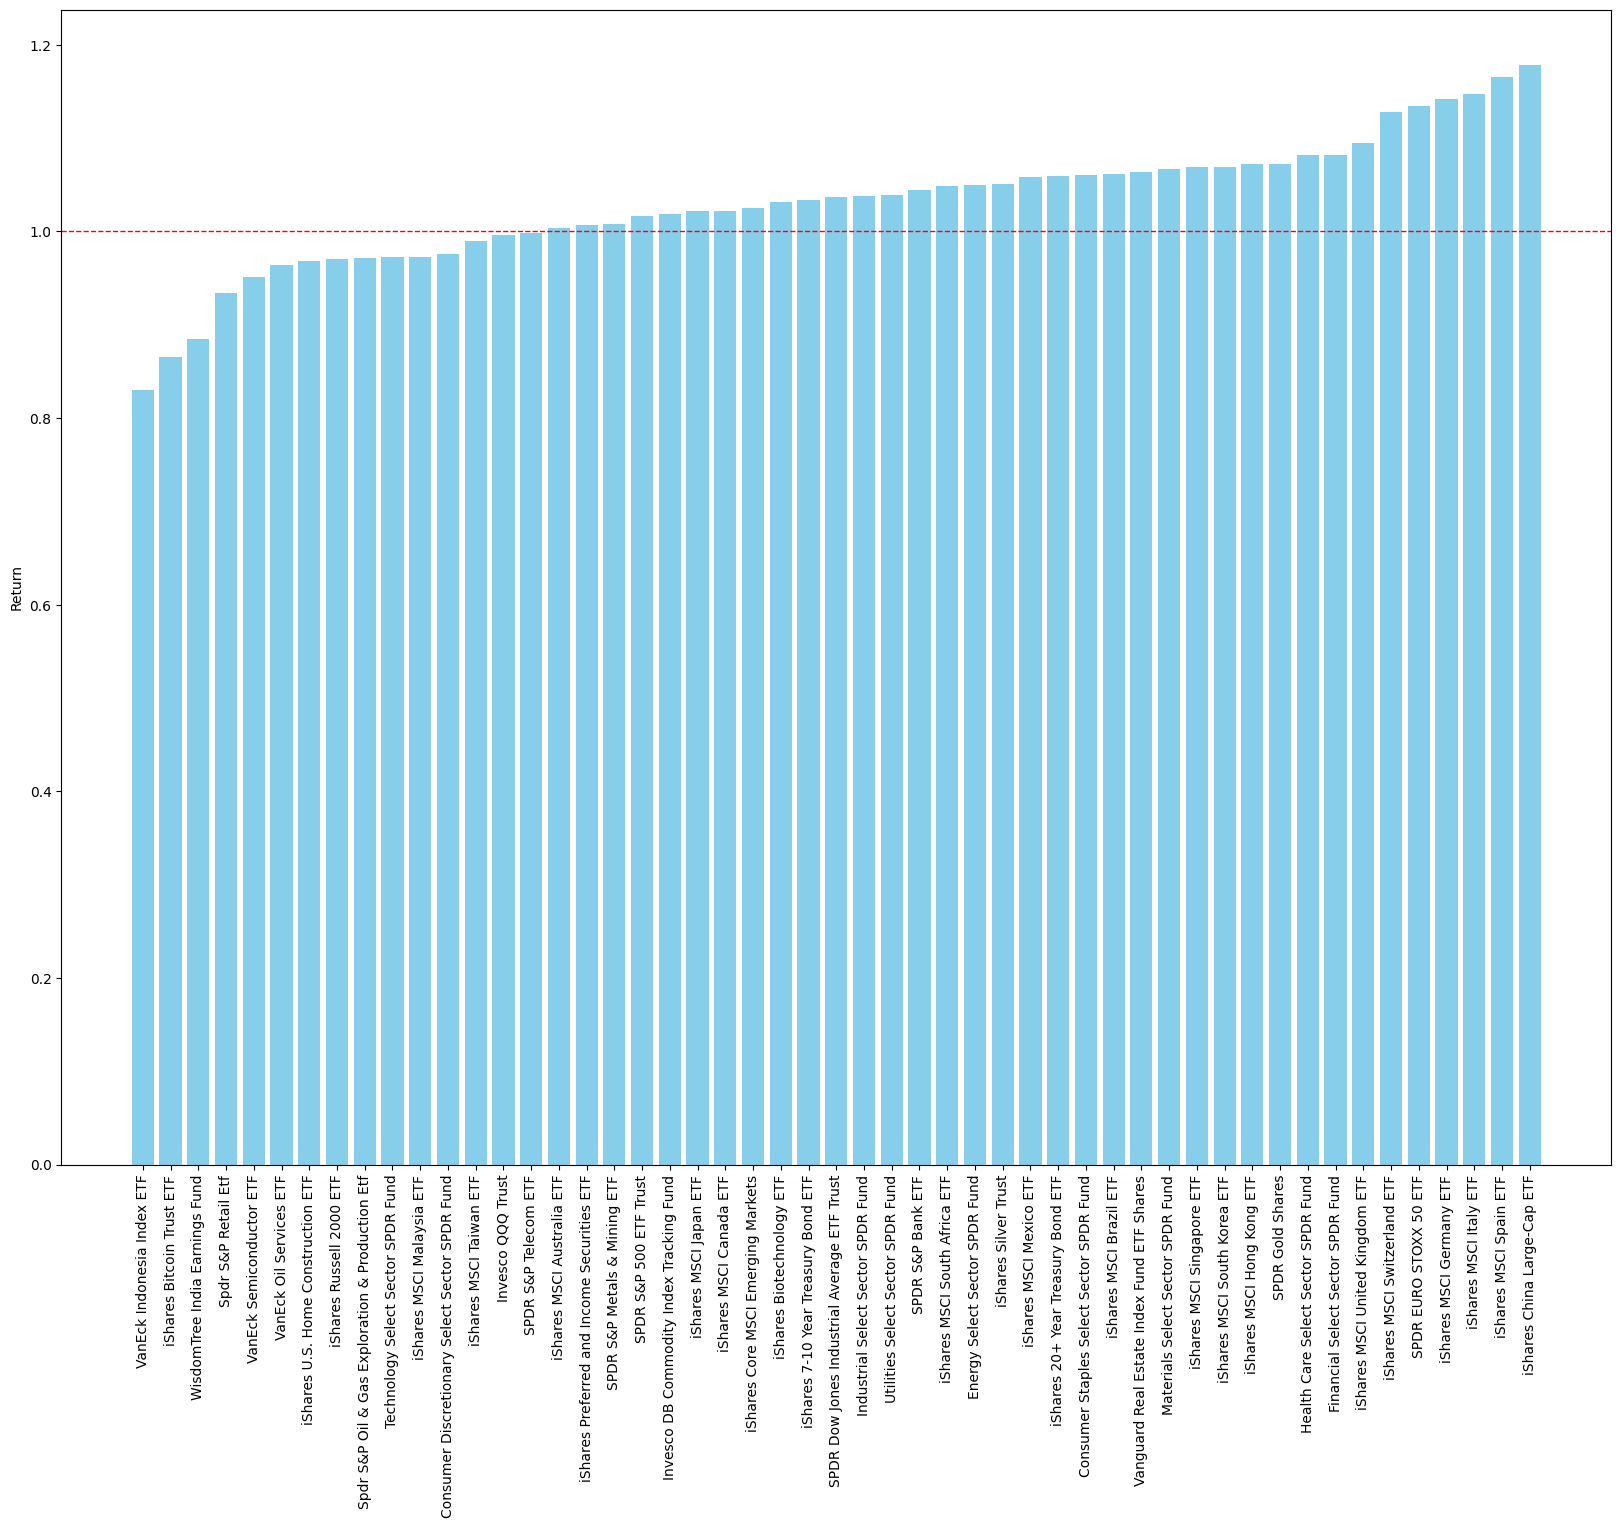 1.2
1.0
0.8
0.6
0.4
0.2
0.0
Return
VanEck Indonesia Index ETF
iShares Bitcoin Trust ETF
WisdomTree India Earnings Fund
Spdr S&P Retail Etf
VanEck Semiconductor ETF
VanEck Oil Services ETF
iShares U.S. Home Construction ETF
iShares Russell 2000 ETF
Spdr S&P Oil & Gas Exploration & Production Etf
Technology Select Sector SPDR Fund
iShares MSCI Malaysia ETF
Consumer Discretionary Select Sector SPDR Fund
iShares MSCI Taiwan ETF
Invesco QQQ Trust
SPDR S&P Telecom ETF
iShares MSCI Australia ETF
iShares Preferred and Income Securities ETF
SPDR S&P Metals & Mining ETF
SPDR S&P 500 ETF Trust
Invesco DB Commodity Index Tracking Fund
iShares MSCI Japan ETF
iShares MSCI Canada ETF
iShares Core MSCI Emerging Markets
iShares Biotechnology ETF
iShares 7-10 Year Treasury Bond ETF
SPDR Dow Jones Industrial Average ETF Trust
Industrial Select Sector SPDR Fund
Utilities Select Sector SPDR Fund
SPDR S&P Bank ETF
iShares MSCI South Africa ETF
Energy Select Sector SPDR Fund
iShares Silver Trust
iShares MSCI Mexico ETF
iShares 20+ Year Treasury Bond ETF
Consumer Staples Select Sector SPDR Fund
iShares MSCI Brazil ETF
Vanguard Real Estate Index Fund ETF Shares
Materials Select Sector SPDR Fund
iShares MSCI Singapore ETF
iShares MSCI South Korea ETF
iShares MSCI Hong Kong ETF
SPDR Gold Shares
Health Care Select Sector SPDR Fund
Financial Select Sector SPDR Fund
iShares MSCI United Kingdom ETF
iShares MSCI Switzerland ETF
SPDR EURO STOXX 50 ETF
iShares MSCI Germany ETF
iShares MSCI Italy ETF
iShares MSCI Spain ETF
iShares China Large-Cap ETF